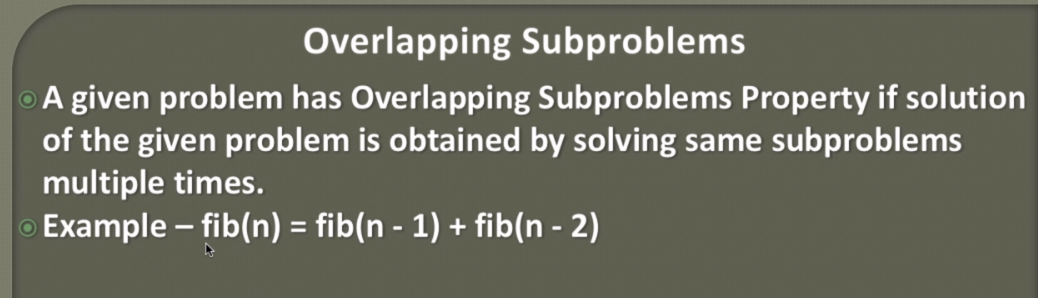 Overlapping Subproblems
A given problem has Overlapping Subproblems Property if solution
of the given problem is obtained by solving same subproblems
multiple times.
Example – fib(n) = fib(n - 1) + fib(n - 2)